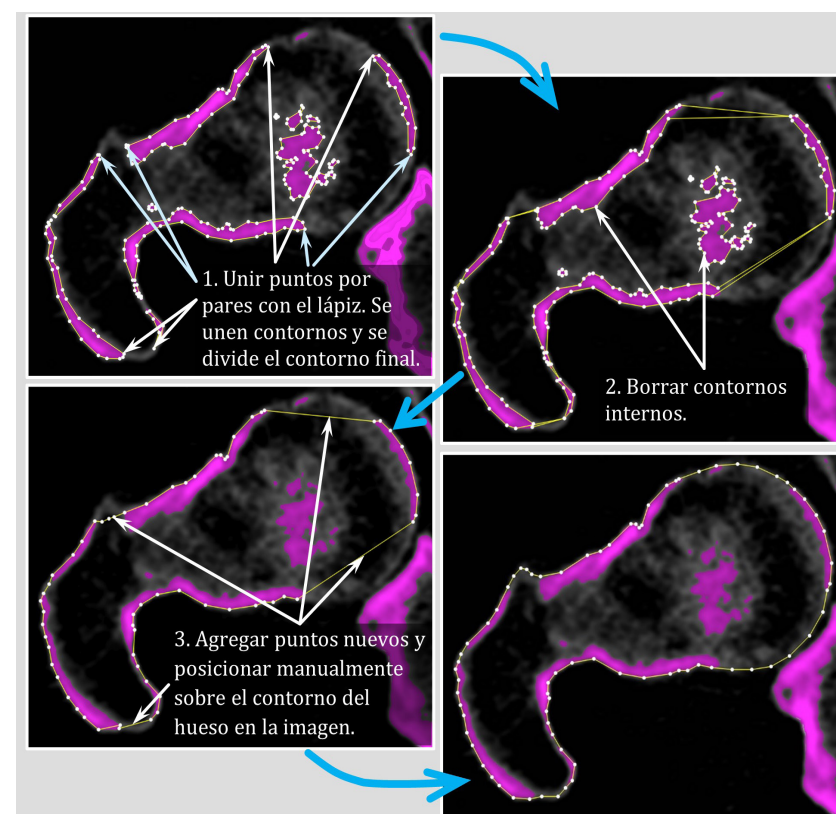 1. Unir puntos por
pares con el lápiz. Se
unen contornos y se
divide el contorno final.
2. Borrar contornos
internos.
3. Agregar puntos nuevos y
posicionar manualmente
sobre el contorno del
hueso en la imagen.